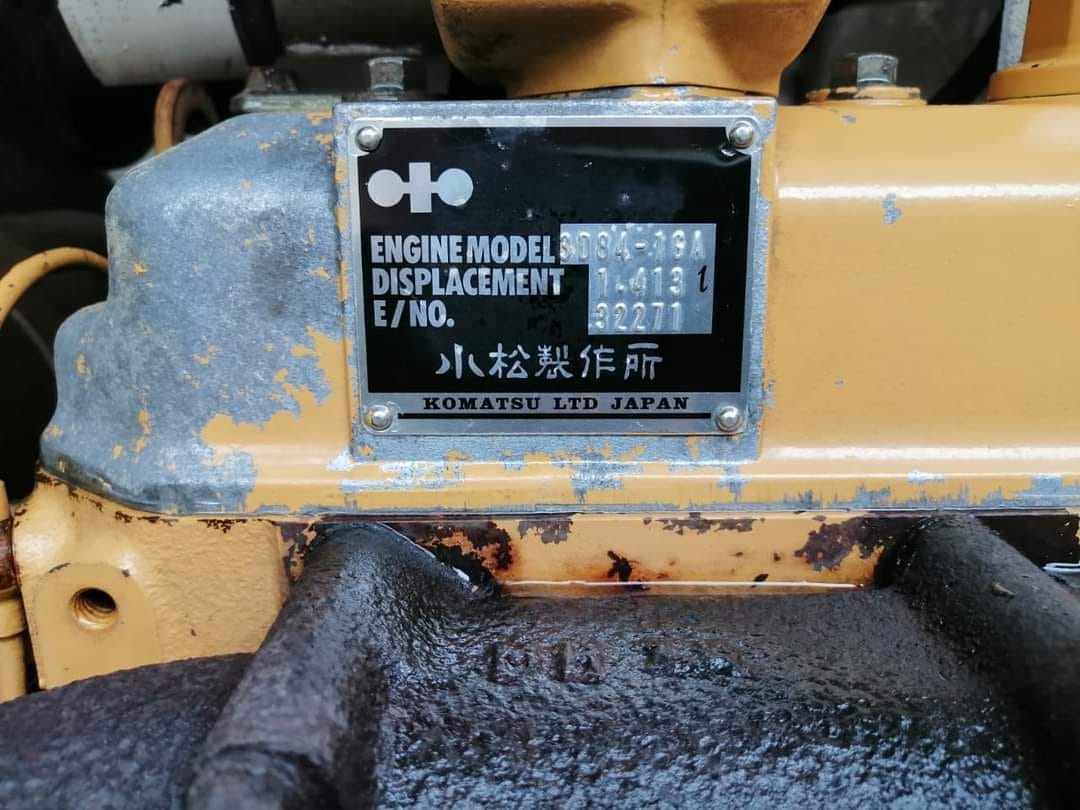 ENGINE MODEL 3D84-1GA
DISPLACEMENT 1.413 l
E/NO. 32271
小松製作所
KOMATSU LTD JAPAN